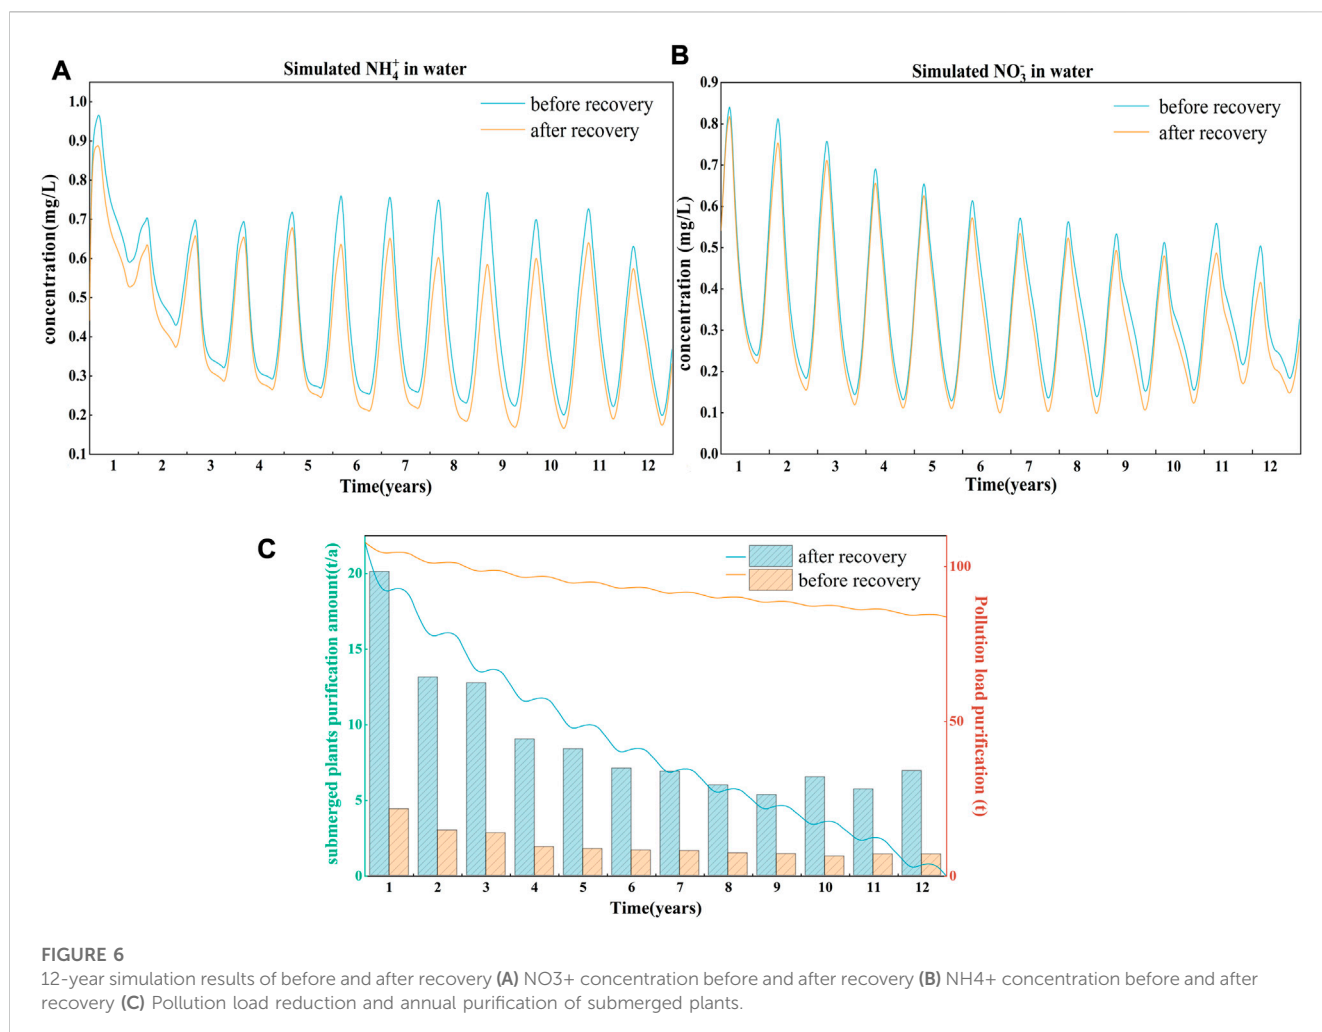 A
Simulated NH₄⁺ in water
before recovery
after recovery
concentration(mg/L)
1.0
0.9
0.8
0.7
0.6
0.5
0.4
0.3
0.2
0.1
1 2 3 4 5 6 7 8 9 10 11 12
Time(years)
B
Simulated NO₃⁻ in water
before recovery
after recovery
concentration (mg/L)
0.9
0.8
0.7
0.6
0.5
0.4
0.3
0.2
0.1
0.0
1 2 3 4 5 6 7 8 9 10 11 12
Time(years)
C
after recovery
before recovery
submerged plants purification amount(t/a)
20
15
10
5
0
Pollution load purification (t)
100
50
0
1 2 3 4 5 6 7 8 9 10 11 12
Time(years)
FIGURE 6
12-year simulation results of before and after recovery (A) NO3+ concentration before and after recovery (B) NH4+ concentration before and after
recovery (C) Pollution load reduction and annual purification of submerged plants.